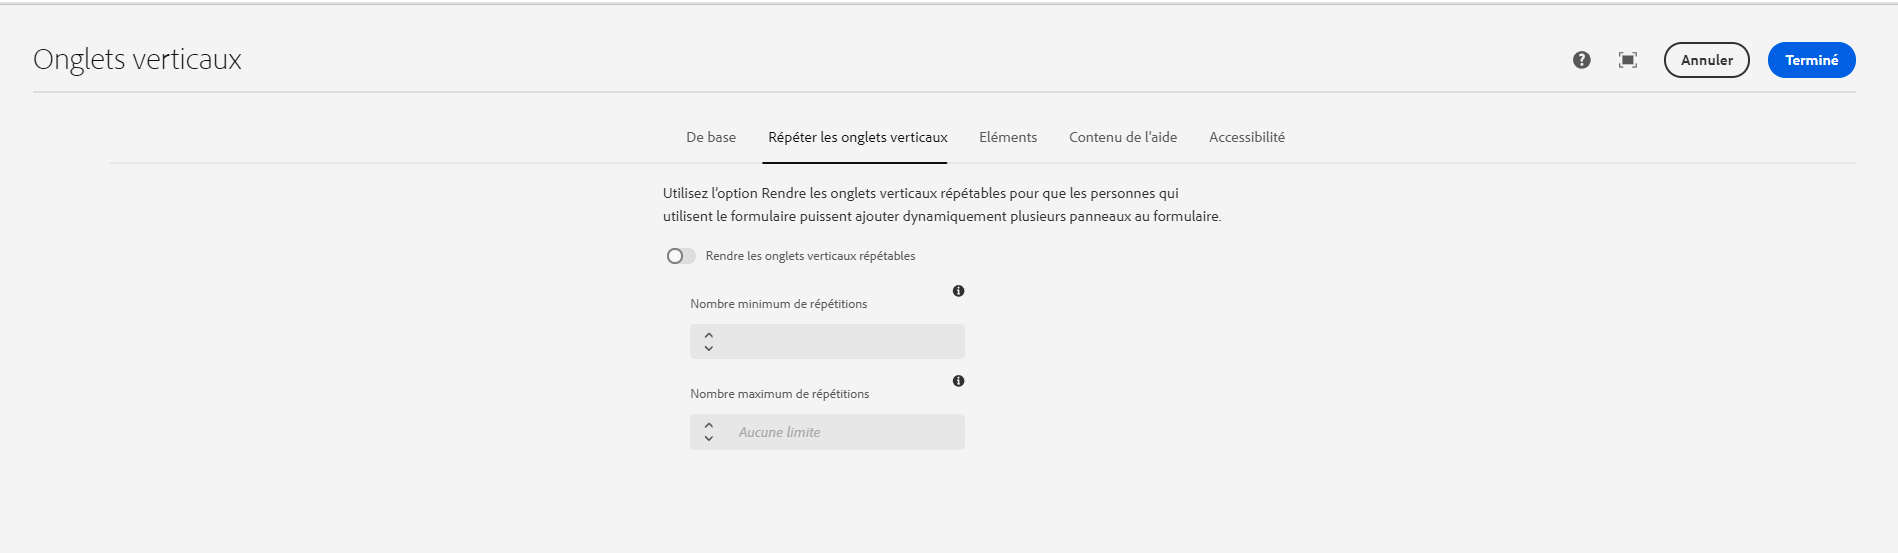 Onglets verticaux
Annuler
Terminé
De base
Répéter les onglets verticaux
Eléments
Contenu de l'aide
Accessibilité
Utilisez l’option Rendre les onglets verticaux répétables pour que les personnes qui
utilisent le formulaire puissent ajouter dynamiquement plusieurs panneaux au formulaire.
Rendre les onglets verticaux répétables
Nombre minimum de répétitions
Nombre maximum de répétitions
Aucune limite